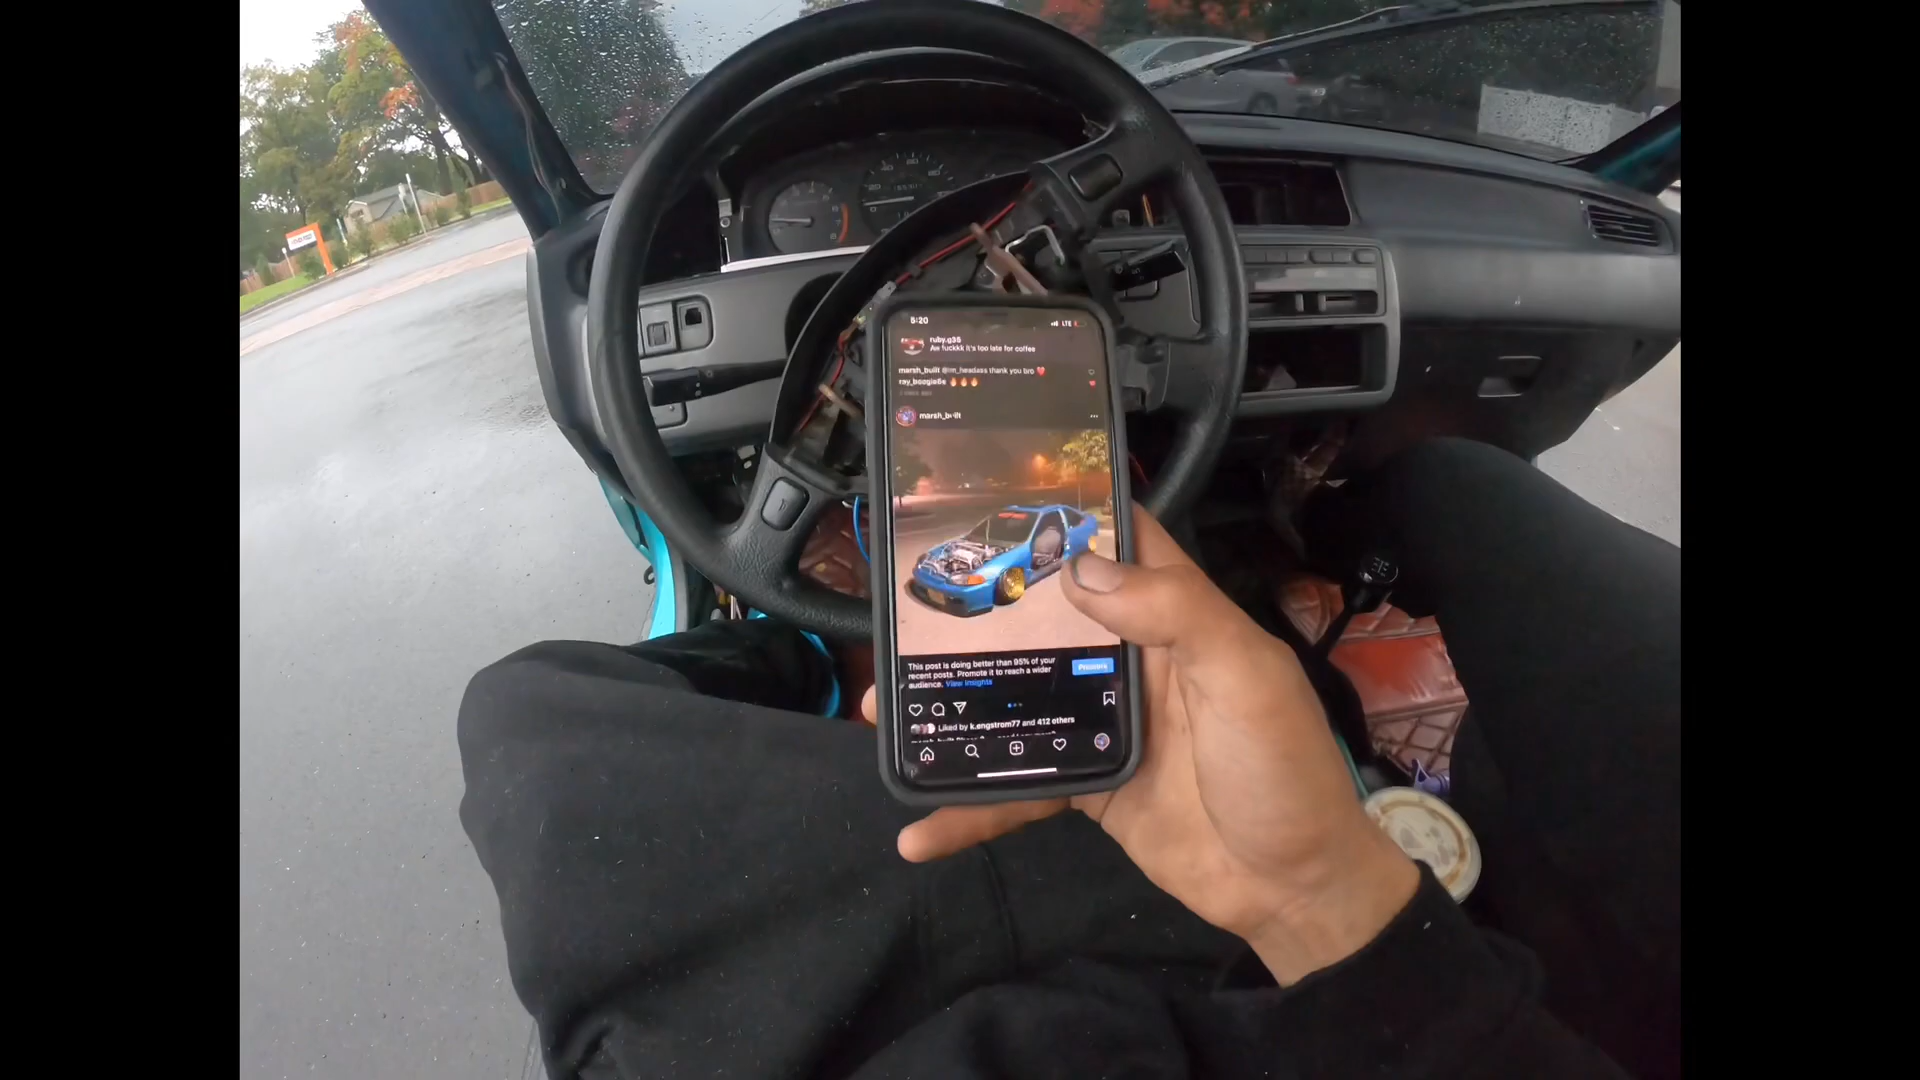 5:20
LTE
ruby.g35
Aw fuckkk it's too late for coffee
marsh_built @im_headass thank you bro ❤️
ray_boogie6e 🔥🔥🔥
marsh_built
This post is doing better than 95% of your
recent posts. Promote it to reach a wider
audience. View Insights
Promote
Liked by k.engstrom77 and 412 others